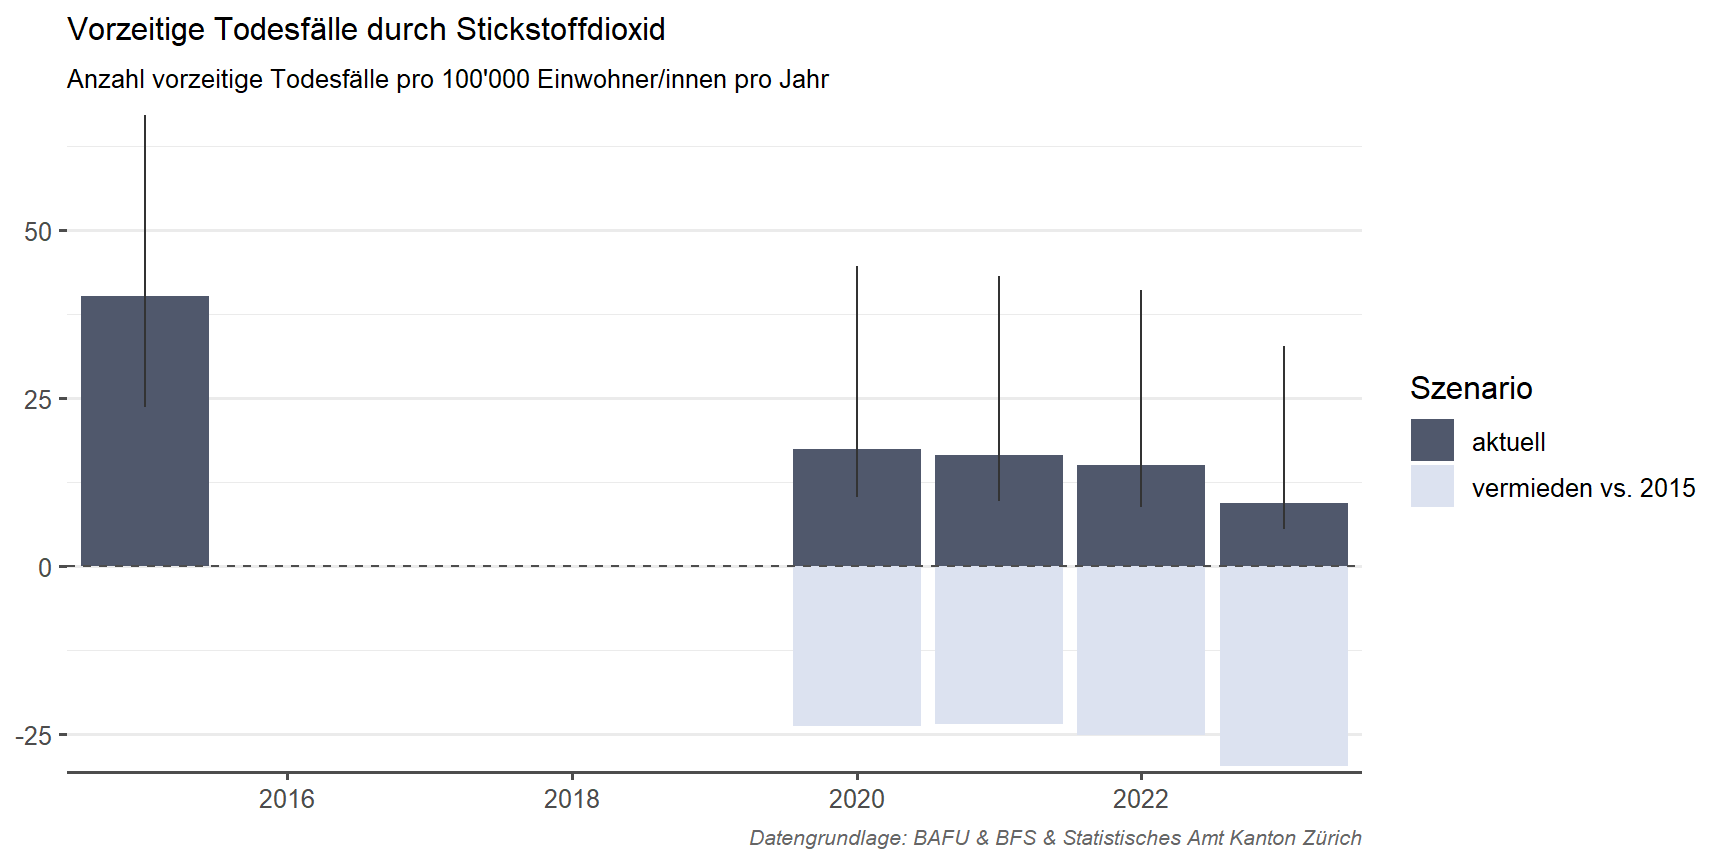 Vorzeitige Todesfälle durch Stickstoffdioxid
Anzahl vorzeitige Todesfälle pro 100'000 Einwohner/innen pro Jahr
50
25
0
-25
2016 2018 2020 2022
Szenario
aktuell
vermieden vs. 2015
Datengrundlage: BAFU & BFS & Statistisches Amt Kanton Zürich